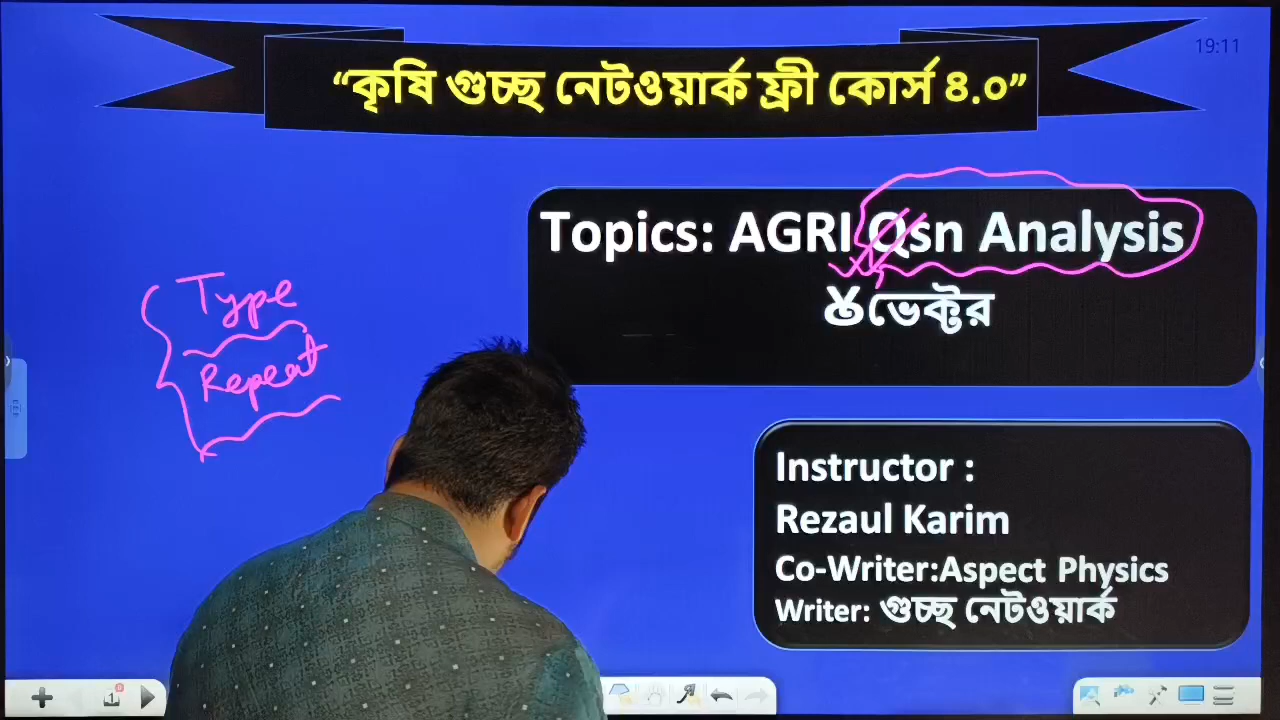 “কৃষি গুচ্ছ নেটওয়ার্ক ফ্রী কোর্স ৪.০”
19:11
Topics: AGRI Qsn Analysis
ভেক্টর
Type
Repeat
Instructor :
Rezaul Karim
Co-Writer:Aspect Physics
Writer: গুচ্ছ নেটওয়ার্ক
1